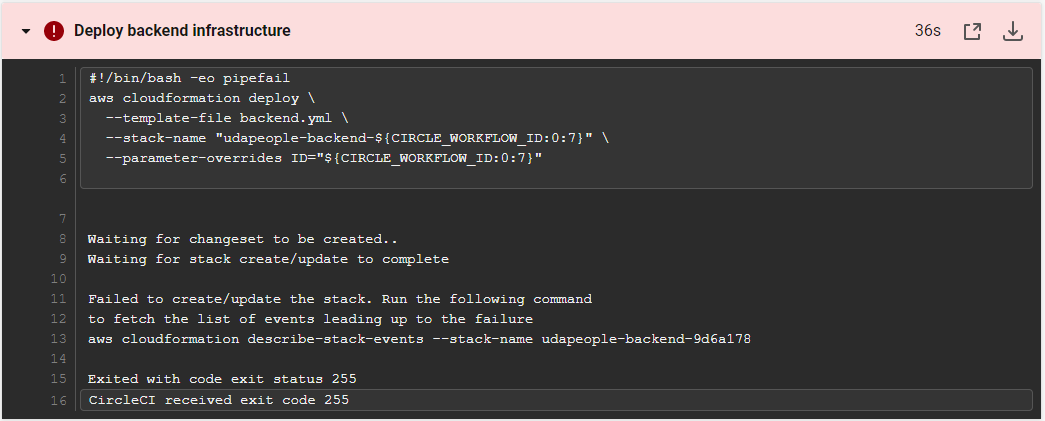 Deploy backend infrastructure
36s
1 #!/bin/bash -eo pipefail
2 aws cloudformation deploy \
3   --template-file backend.yml \
4   --stack-name "udapeople-backend-${CIRCLE_WORKFLOW_ID:0:7}" \
5   --parameter-overrides ID="${CIRCLE_WORKFLOW_ID:0:7}"
6
7
8 Waiting for changeset to be created..
9 Waiting for stack create/update to complete
10
11 Failed to create/update the stack. Run the following command
12 to fetch the list of events leading up to the failure
13 aws cloudformation describe-stack-events --stack-name udapeople-backend-9d6a178
14
15 Exited with code exit status 255
16 CircleCI received exit code 255